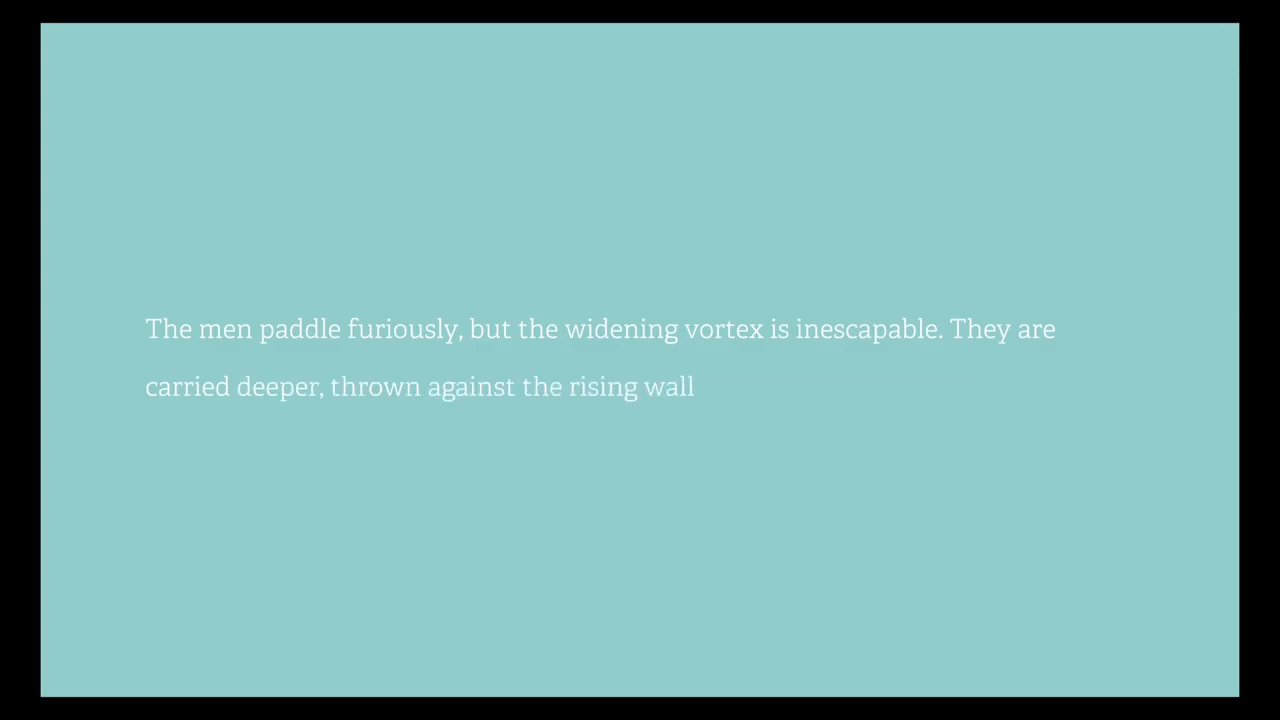 The men paddle furiously, but the widening vortex is inescapable. They are
carried deeper, thrown against the rising wall